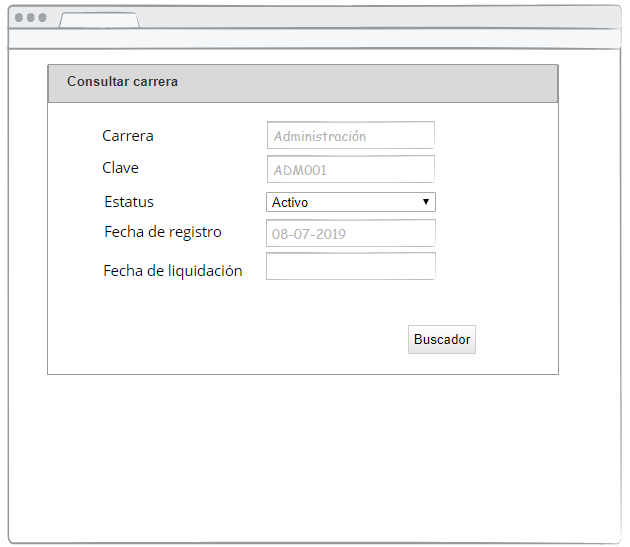 Consultar carrera
Carrera Administración
Clave ADM001
Estatus Activo
Fecha de registro 08-07-2019
Fecha de liquidación
Buscador